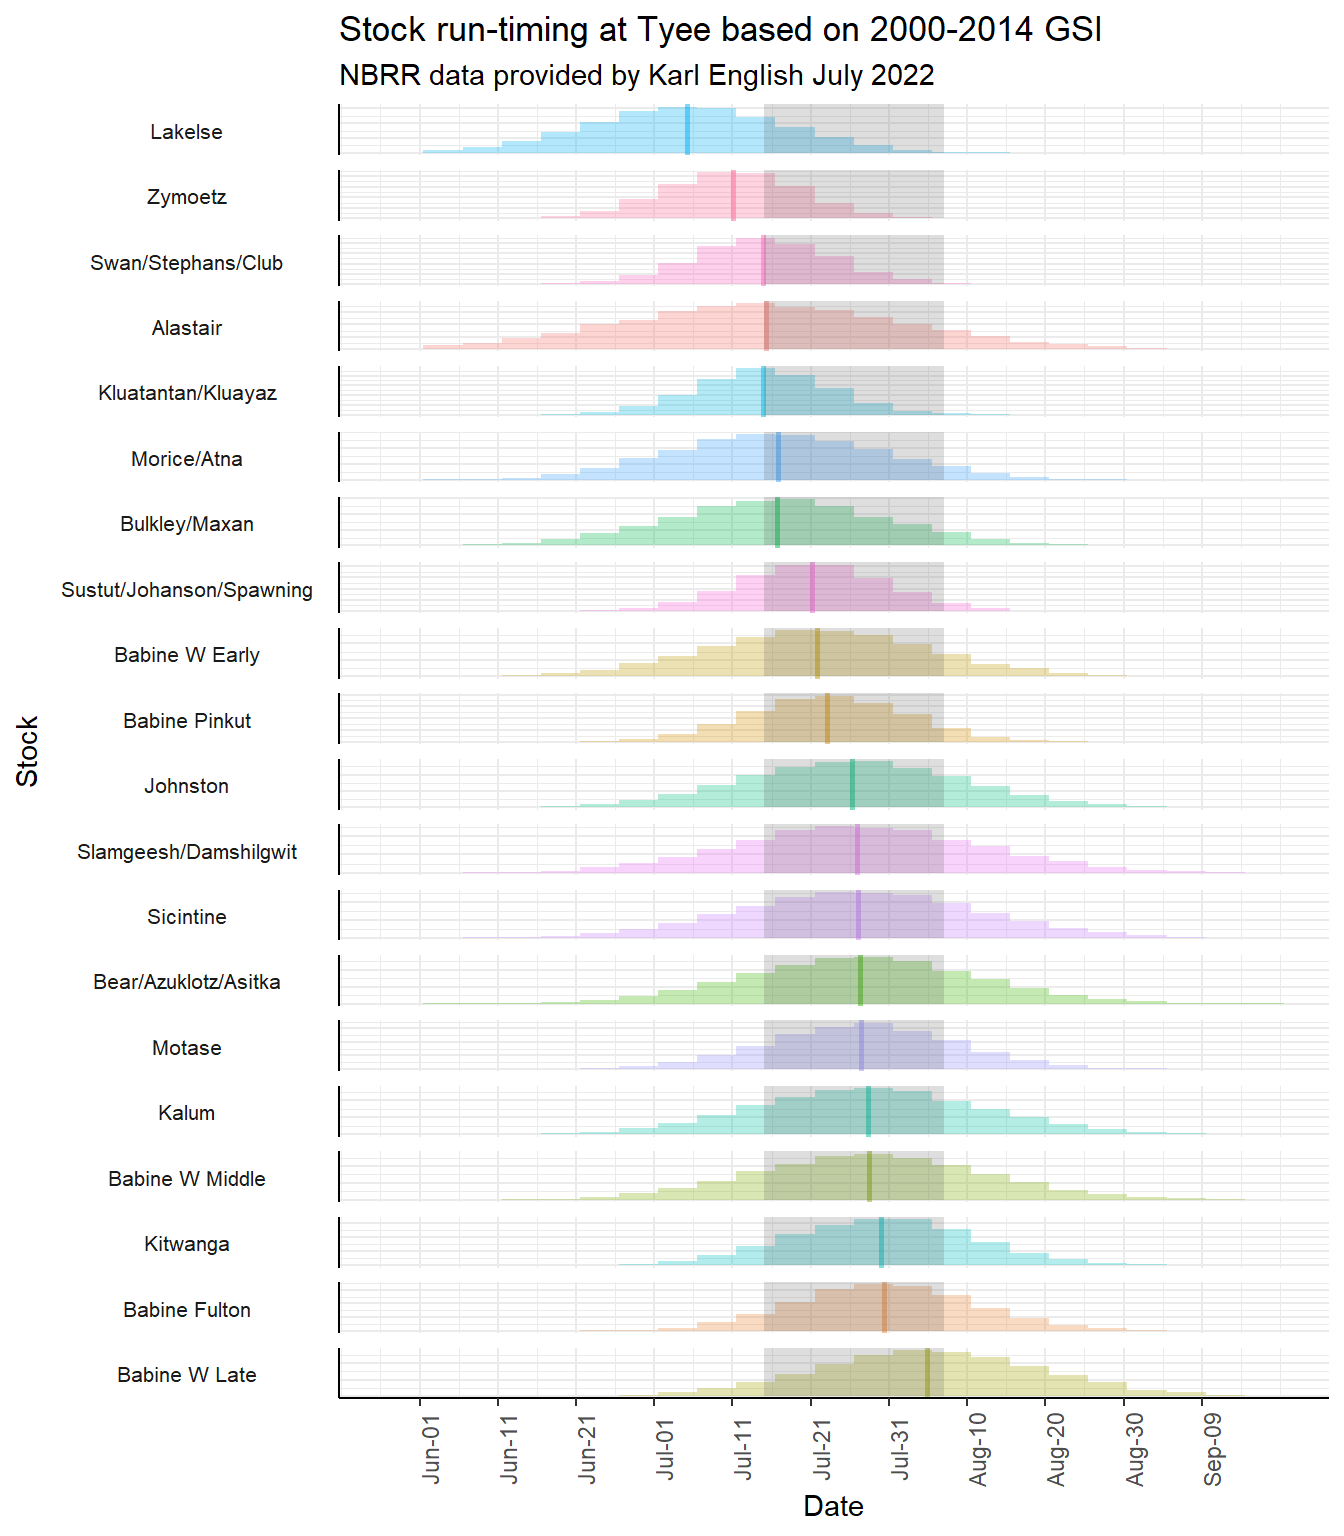 Stock run-timing at Tyee based on 2000-2014 GSI
NBRR data provided by Karl English July 2022
Lakelse
Zymoetz
Swan/Stephans/Club
Alastair
Kluatantan/Kluayaz
Morice/Atna
Bulkley/Maxan
Sustut/Johanson/Spawning
Babine W Early
Babine Pinkut
Johnston
Slamgeesh/Damshilgwit
Sicintine
Bear/Azuklotz/Asitka
Motase
Kalum
Babine W Middle
Kitwanga
Babine Fulton
Babine W Late
Stock
Jun-01
Jun-11
Jun-21
Jul-01
Jul-11
Jul-21
Jul-31
Aug-10
Aug-20
Aug-30
Sep-09
Date